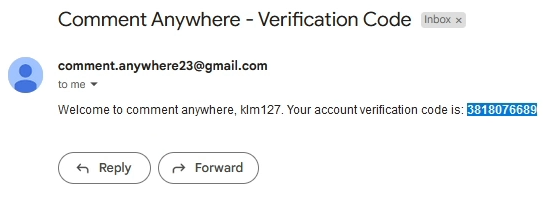 Comment Anywhere - Verification Code Inbox ×
comment.anywhere23@gmail.com
to me
Welcome to comment anywhere, klm127. Your account verification code is: 3818076689
Reply Forward